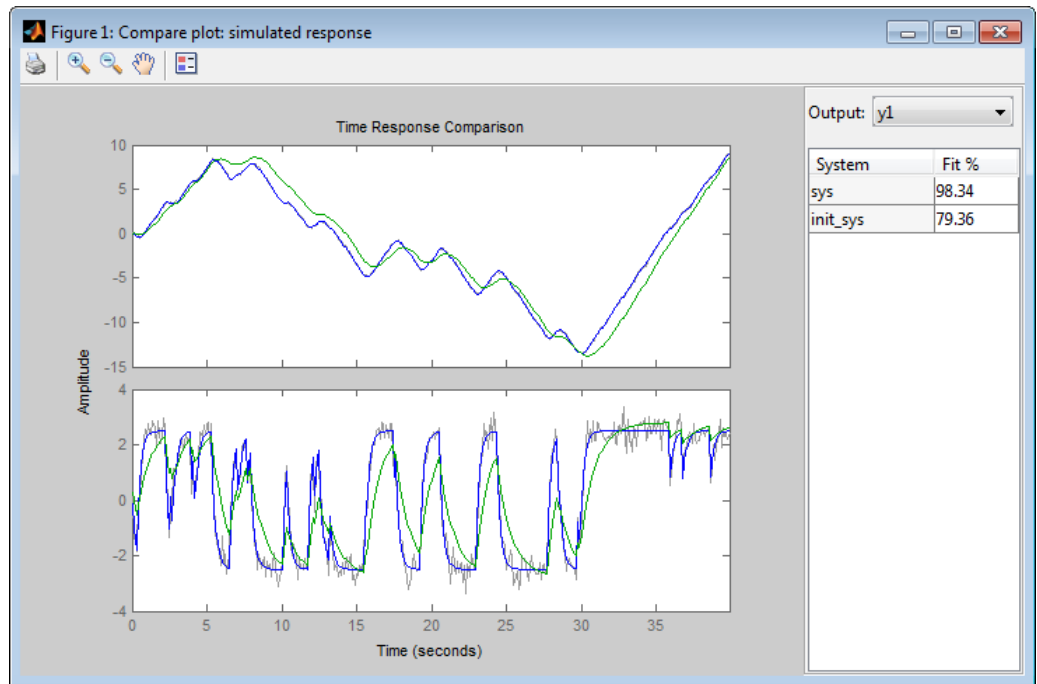 Figure 1: Compare plot: simulated response
Output: y1
System Fit %
sys 98.34
init_sys 79.36
Time Response Comparison
10
5
0
-5
-10
-15
Amplitude
4
2
0
-2
-4
0 5 10 15 20 25 30 35
Time (seconds)